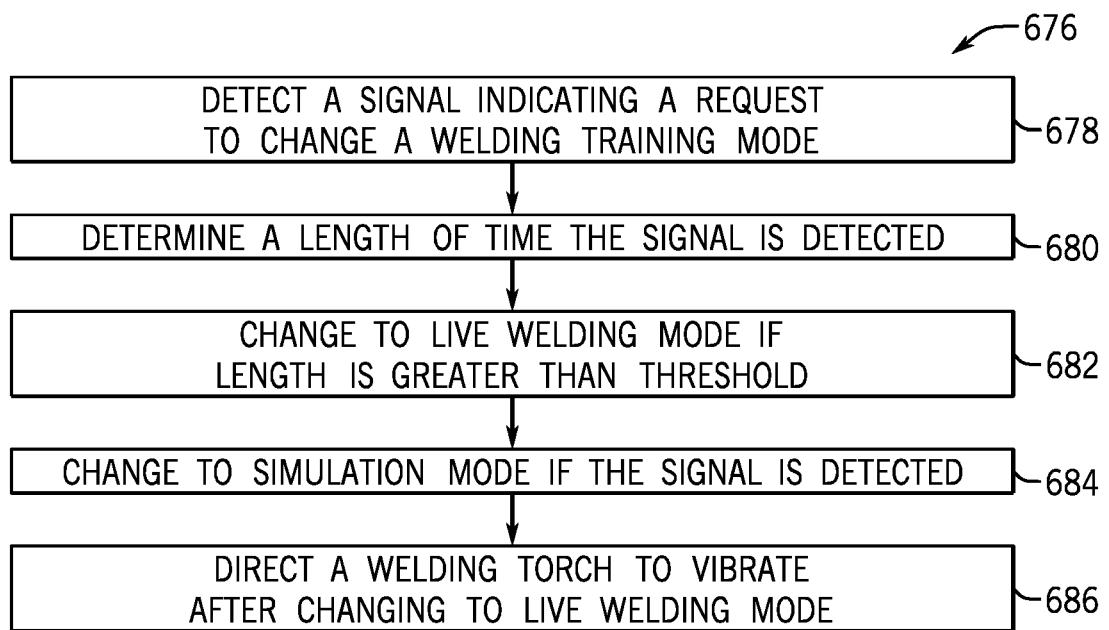 676
DETECT A SIGNAL INDICATING A REQUEST
TO CHANGE A WELDING TRAINING MODE
678
DETERMINE A LENGTH OF TIME THE SIGNAL IS DETECTED
680
CHANGE TO LIVE WELDING MODE IF
LENGTH IS GREATER THAN THRESHOLD
682
CHANGE TO SIMULATION MODE IF THE SIGNAL IS DETECTED
684
DIRECT A WELDING TORCH TO VIBRATE
AFTER CHANGING TO LIVE WELDING MODE
686